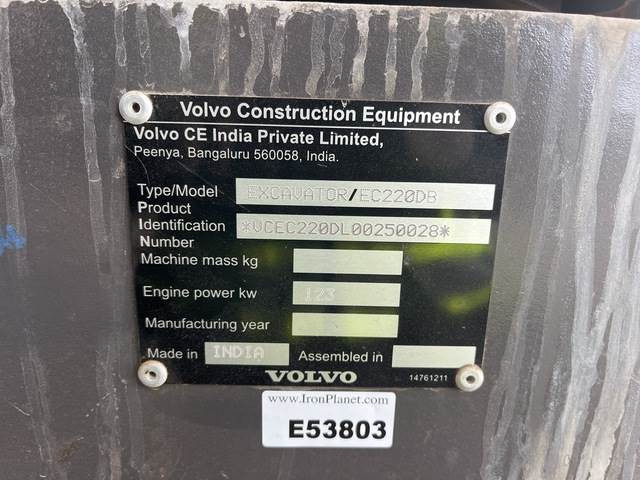 Volvo Construction Equipment
Volvo CE India Private Limited,
Peenya, Bangaluru 560058, India.
Type/Model EXCAVATOR/EC220DB
Product
Identification *VCEC220DL00250028*
Number
Machine mass kg
Engine power kw 123
Manufacturing year
Made in INDIA Assembled in
VOLVO 14761211
www.IronPlanet.com
E53803